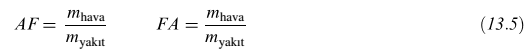 AF = m_hava / m_yakıt FA = m_hava / m_yakıt (13.5)